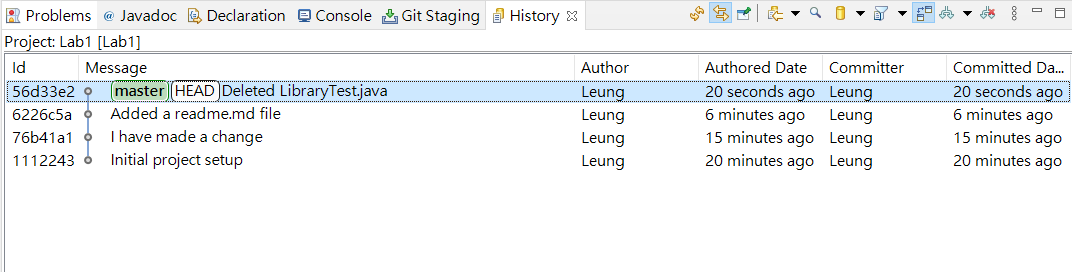 Problems @ Javadoc Declaration Console Git Staging History
Project: Lab1 [Lab1]
Id Message Author Authored Date Committer Committed Da...
56d33e2 master HEAD Deleted LibraryTest.java Leung 20 seconds ago Leung 20 seconds ago
6226c5a Added a readme.md file Leung 6 minutes ago Leung 6 minutes ago
76b41a1 I have made a change Leung 15 minutes ago Leung 15 minutes ago
1112243 Initial project setup Leung 20 minutes ago Leung 20 minutes ago